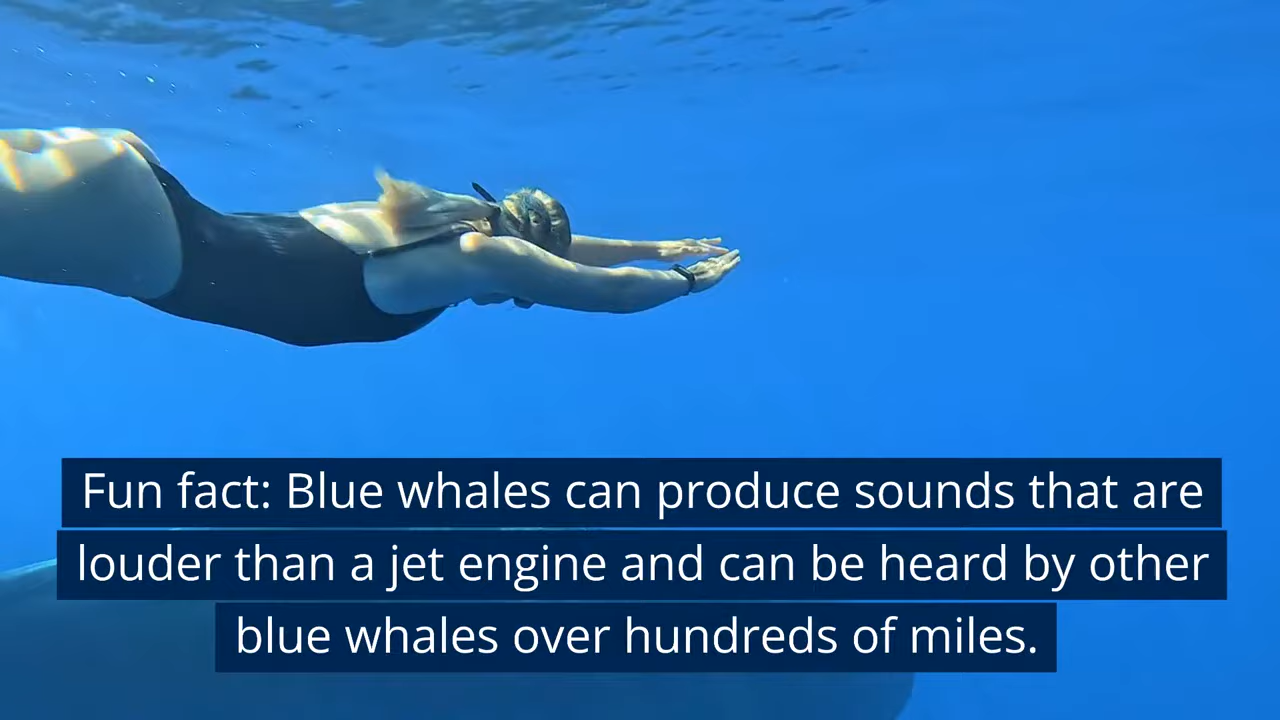 Fun fact: Blue whales can produce sounds that are
louder than a jet engine and can be heard by other
blue whales over hundreds of miles.